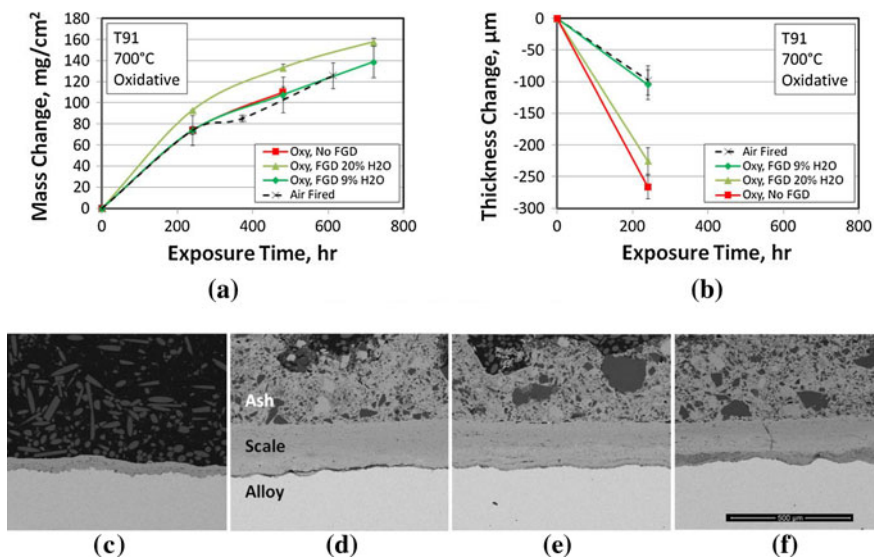 180
160
140
120
100
80
60
40
20
0
Mass Change, mg/cm²
T91
700°C
Oxidative
Oxy, No FGD
Oxy, FGD 20% H2O
Oxy, FGD 9% H2O
Air Fired
0 200 400 600 800
Exposure Time, hr
(a)
0
-50
-100
-150
-200
-250
-300
Thickness Change, µm
T91
700°C
Oxidative
Air Fired
Oxy, FGD 9% H2O
Oxy, FGD 20% H2O
Oxy, No FGD
0 200 400 600 800
Exposure Time, hr
(b)
Ash
Scale
Alloy
500 µm
(c) (d) (e) (f)